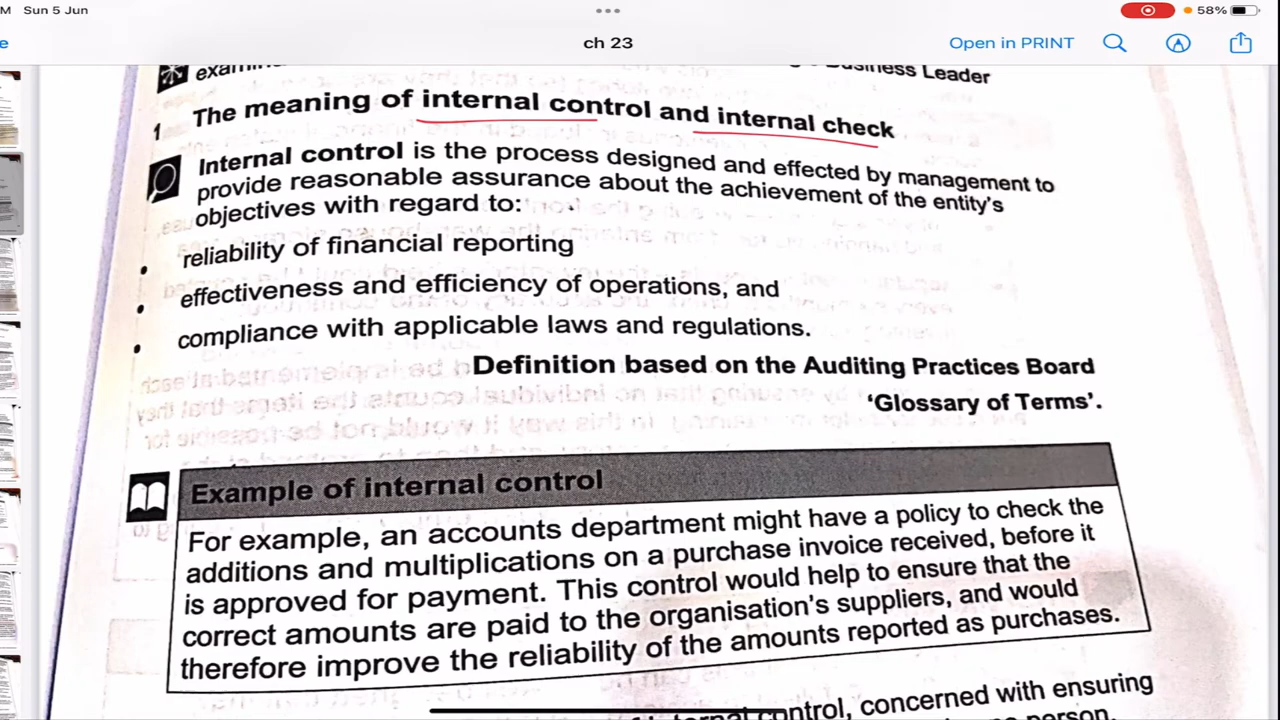 M Sun 5 Jun
58%
e
ch 23
Open in PRINT
Business Leader
1 The meaning of internal control and internal check
Internal control is the process designed and effected by management to
provide reasonable assurance about the achievement of the entity's
objectives with regard to:
• reliability of financial reporting
• effectiveness and efficiency of operations, and
• compliance with applicable laws and regulations.
Definition based on the Auditing Practices Board
'Glossary of Terms'.
Example of internal control
For example, an accounts department might have a policy to check the
additions and multiplications on a purchase invoice received, before it
is approved for payment. This control would help to ensure that the
correct amounts are paid to the organisation's suppliers, and would
therefore improve the reliability of the amounts reported as purchases.
control, concerned with ensuring
person,